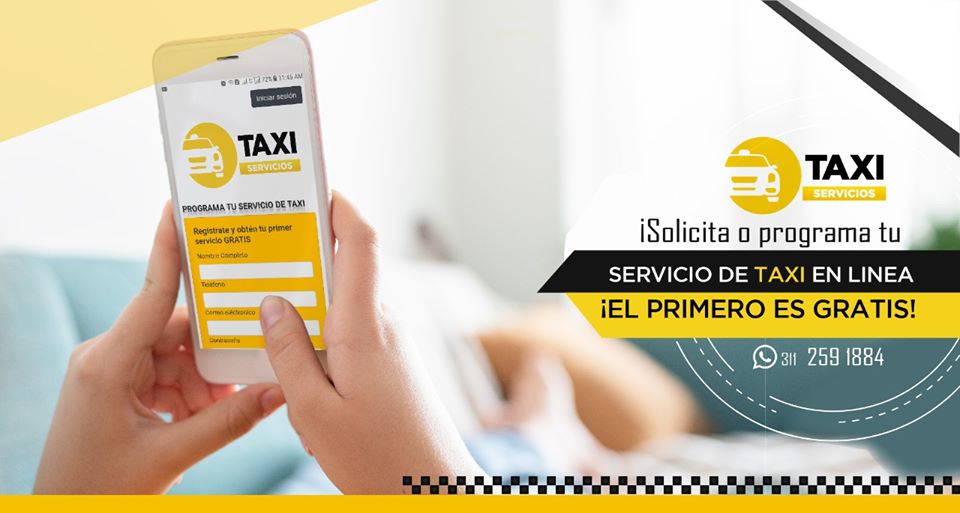 72% 11:45 AM
Iniciar sesión
TAXI
SERVICIOS
PROGRAMA TU SERVICIO DE TAXI
Registrate y obtén tu primer
servicio GRATIS
Nombre Completo
Teléfono
Correo eléctronico
Contraseña
TAXI
SERVICIOS
¡Solicita o programa tu
SERVICIO DE TAXI EN LINEA
¡EL PRIMERO ES GRATIS!
311 259 1884